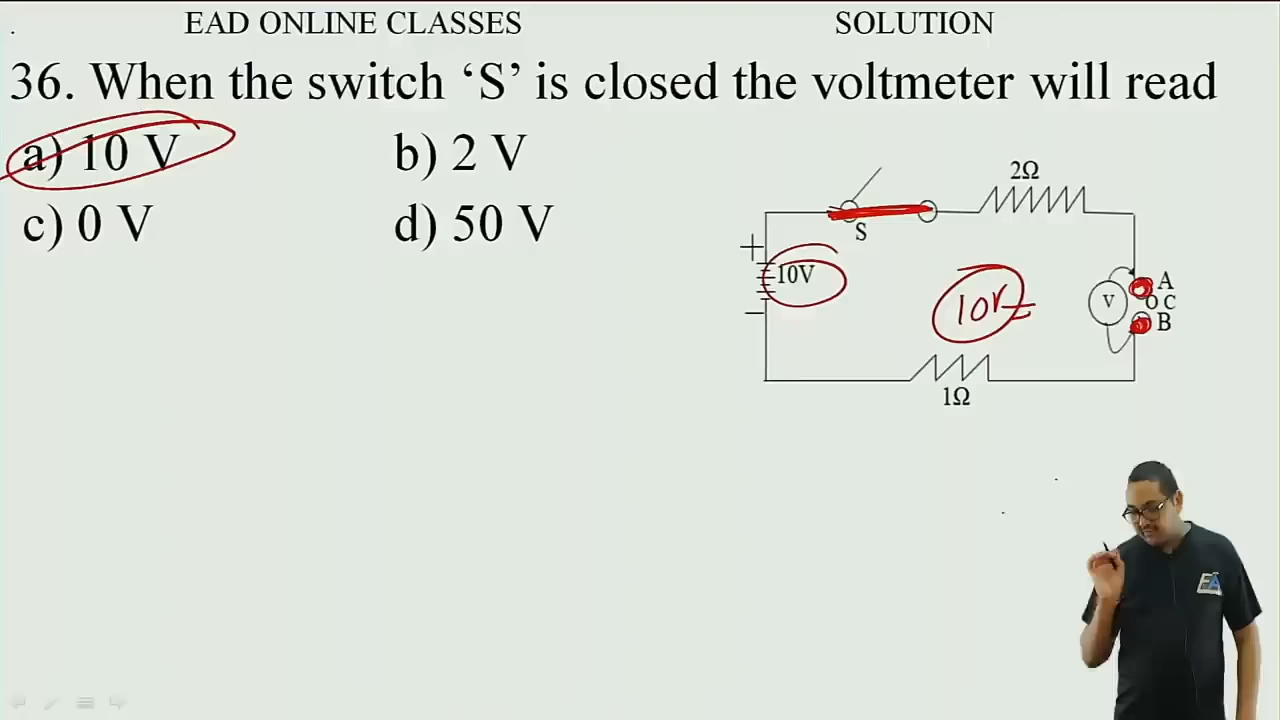 EAD ONLINE CLASSES
SOLUTION
36. When the switch ‘S’ is closed the voltmeter will read
a) 10 V
b) 2 V
c) 0 V
d) 50 V
2Ω
S
+
10V
10V
−
V
A
O C
B
1Ω
EA